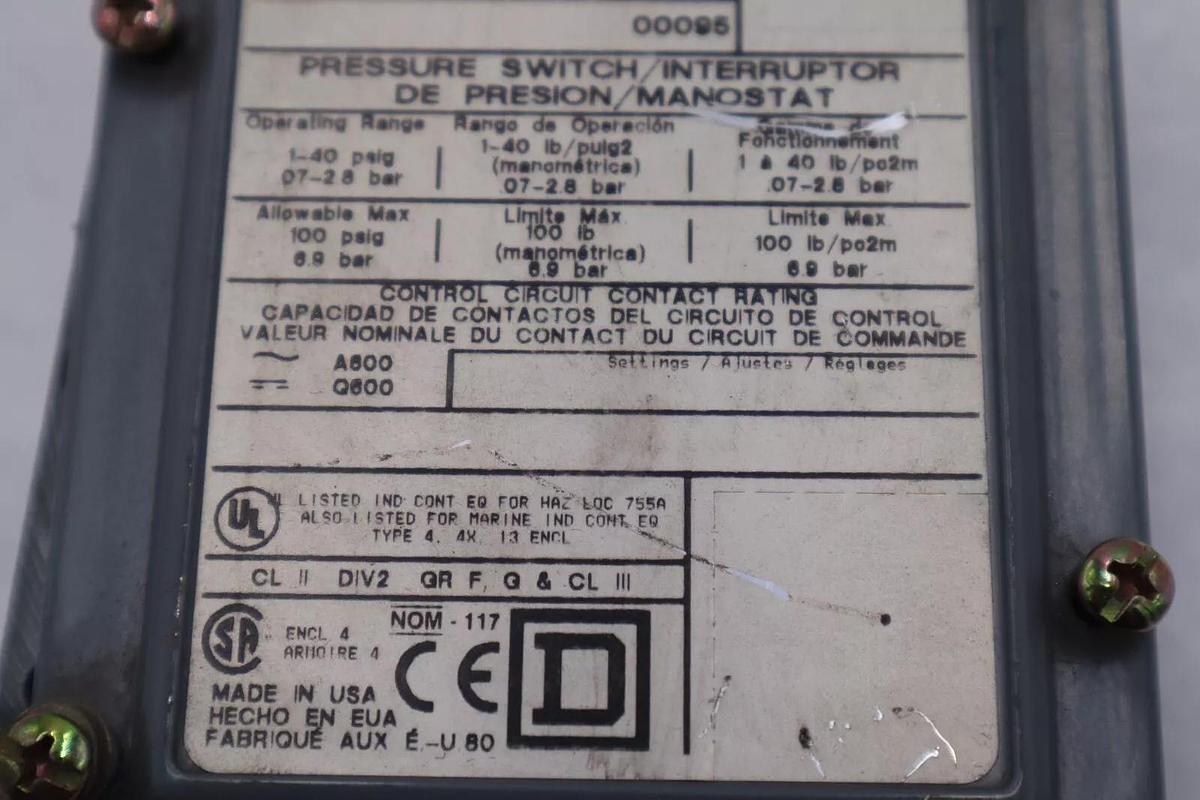 00095
PRESSURE SWITCH/INTERRUPTOR
DE PRESION/MANOSTAT
Operating Range
1-40 psig
.07-2.8 bar
Rango de Operación
1-40 lb/pulg2
(manométrica)
.07-2.8 bar
Gamme de
Fonctionnement
1 à 40 lb/po2m
.07-2.8 bar
Allowable Max
100 psig
6.9 bar
Limite Máx.
100 lb
(manométrica)
6.9 bar
Limite Max
100 lb/po2m
6.9 bar
CONTROL CIRCUIT CONTACT RATING
CAPACIDAD DE CONTACTOS DEL CIRCUITO DE CONTROL
VALEUR NOMINALE DU CONTACT DU CIRCUIT DE COMMANDE
A600
Q600
Settings / Ajustes / Réglages
UL
LISTED IND CONT EQ FOR HAZ LOC 755A
ALSO LISTED FOR MARINE IND CONT EQ
TYPE 4, 4X, 13 ENCL
CL II DIV2 GR F, G & CL III
SA
ENCL 4
ARMOIRE 4
NOM - 117
CE
D
MADE IN USA
HECHO EN EUA
FABRIQUÉ AUX É.-U.80